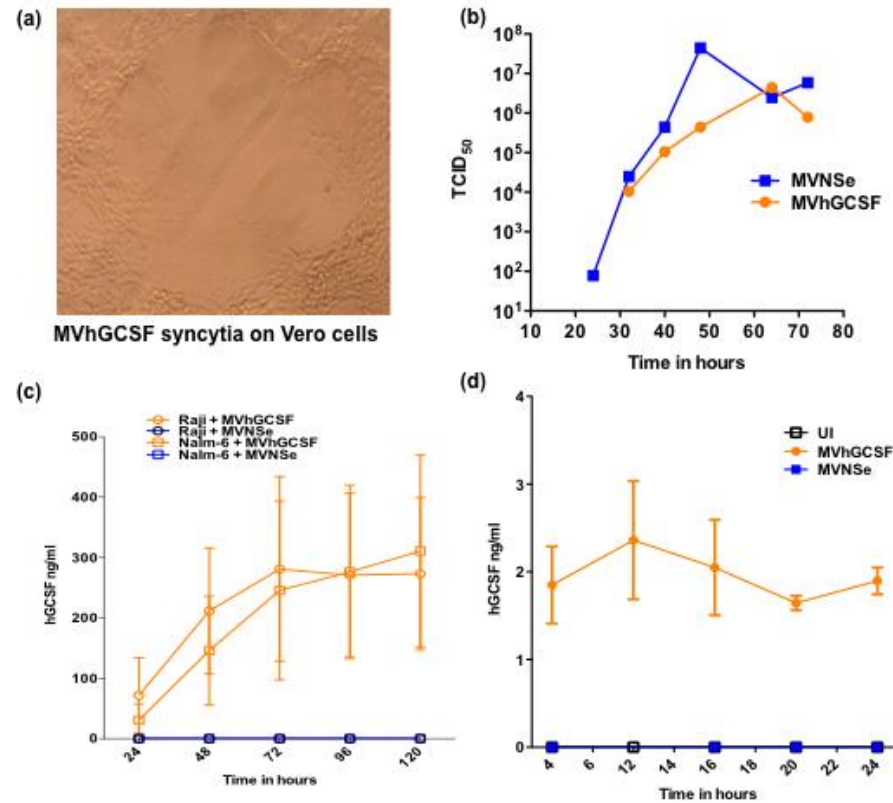 (a)
MVhGCSF syncytia on Vero cells
(b)
10⁸
10⁷
10⁶
10⁵
10⁴
10³
10²
10¹
TCID₅₀
MVNSe
MVhGCSF
10 20 30 40 50 60 70 80
Time in hours
(c)
Raji + MVhGCSF
Raji + MVNSe
Nalm-6 + MVhGCSF
Nalm-6 + MVNSe
500
400
300
200
100
0
hGCSF ng/ml
24 48 72 96 120
Time in hours
(d)
UI
MVhGCSF
MVNSe
4
3
2
1
0
hGCSF ng/ml
4 6 12 14 16 20 22 24
Time in hours